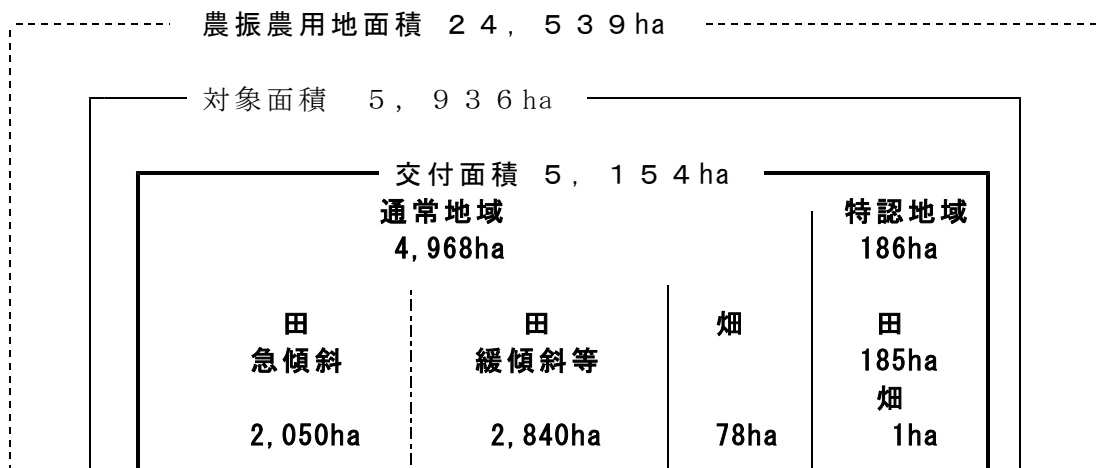 農振農用地面積 ２４，５３９ha
対象面積 ５，９３６ha
交付面積 ５，１５４ha
通常地域 特認地域
4,968ha 186ha
田 田 畑 田
急傾斜 緩傾斜等 185ha
畑
2,050ha 2,840ha 78ha 1ha